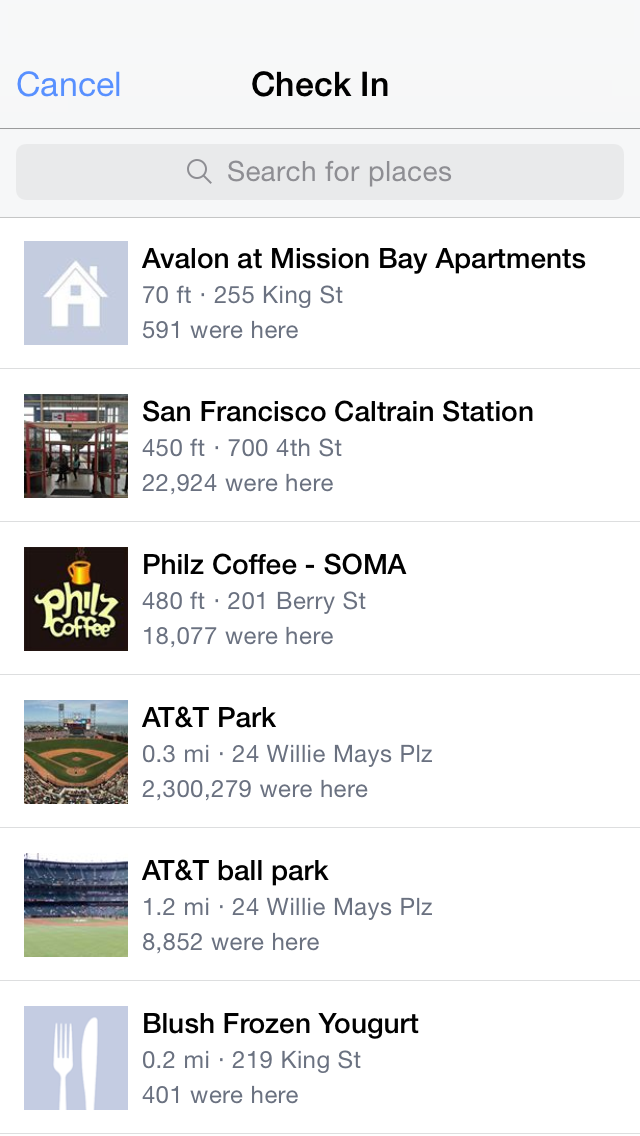 Cancel
Check In
Search for places
Avalon at Mission Bay Apartments
70 ft · 255 King St
591 were here
San Francisco Caltrain Station
450 ft · 700 4th St
22,924 were here
philz
Coffee
Philz Coffee - SOMA
480 ft · 201 Berry St
18,077 were here
AT&T Park
0.3 mi · 24 Willie Mays Plz
2,300,279 were here
AT&T ball park
1.2 mi · 24 Willie Mays Plz
8,852 were here
Blush Frozen Yougurt
0.2 mi · 219 King St
401 were here